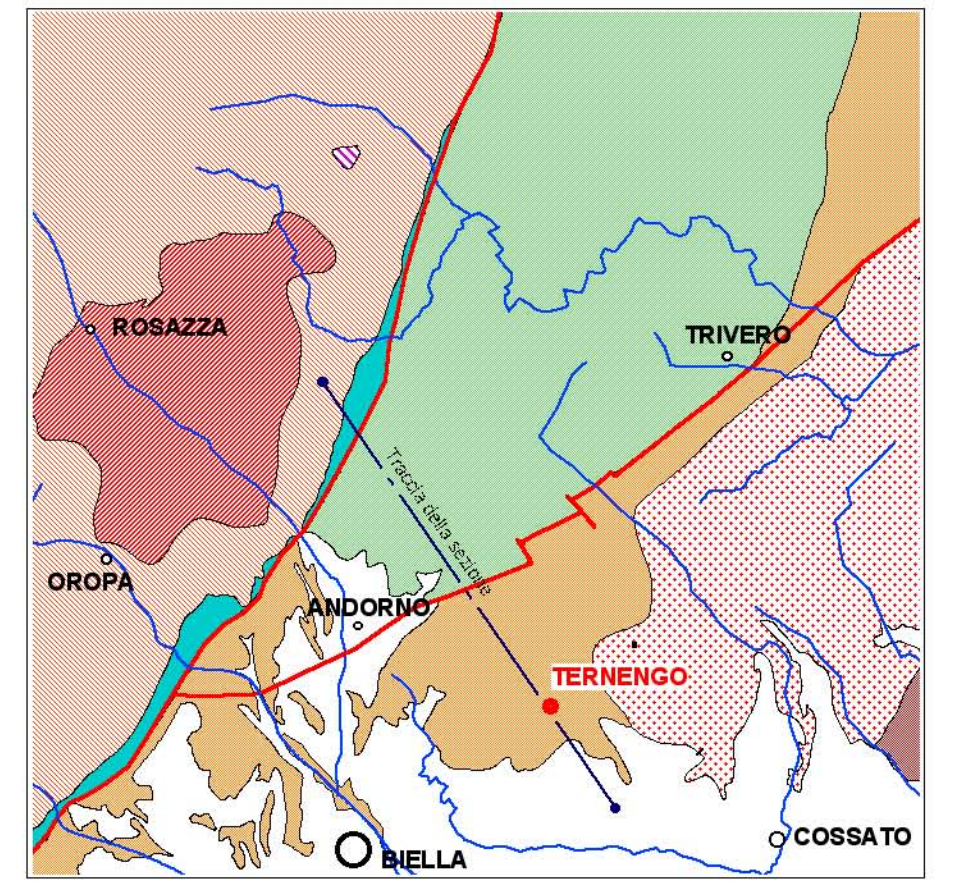 ROSAZZA
TRIVERO
Traccia della sezione
OROPA
ANDORNO
TERNENGO
COSSATO
BIELLA